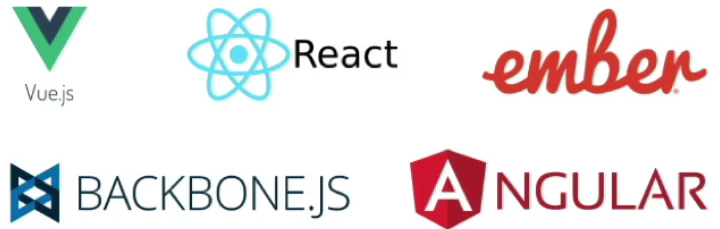 Vue.js
React
ember
BACKBONE.JS
ANGULAR